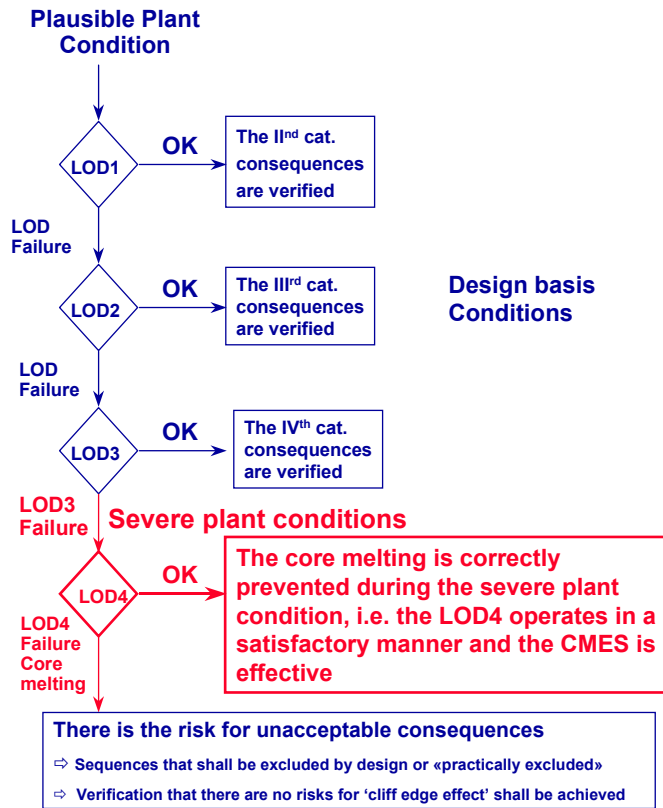 Plausible Plant
Condition
LOD1
OK
The IInd cat.
consequences
are verified
LOD
Failure
LOD2
OK
The IIIrd cat.
consequences
are verified
Design basis
Conditions
LOD
Failure
LOD3
OK
The IVth cat.
consequences
are verified
LOD3
Failure
Severe plant conditions
LOD4
OK
The core melting is correctly
prevented during the severe plant
condition, i.e. the LOD4 operates in a
satisfactory manner and the CMES is
effective
LOD4
Failure
Core
melting
There is the risk for unacceptable consequences
⇨ Sequences that shall be excluded by design or «practically excluded»
⇨ Verification that there are no risks for ‘cliff edge effect’ shall be achieved